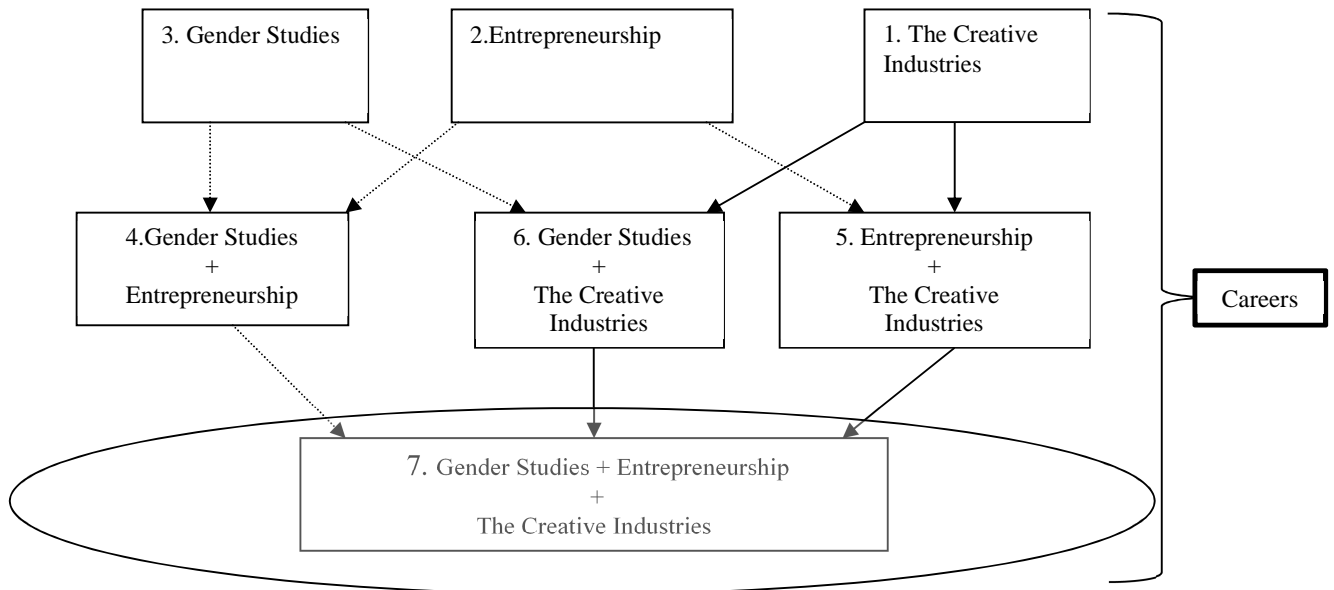 3. Gender Studies
2.Entrepreneurship
1. The Creative
Industries
4.Gender Studies
+
Entrepreneurship
6. Gender Studies
+
The Creative
Industries
5. Entrepreneurship
+
The Creative
Industries
Careers
7. Gender Studies + Entrepreneurship
+
The Creative Industries